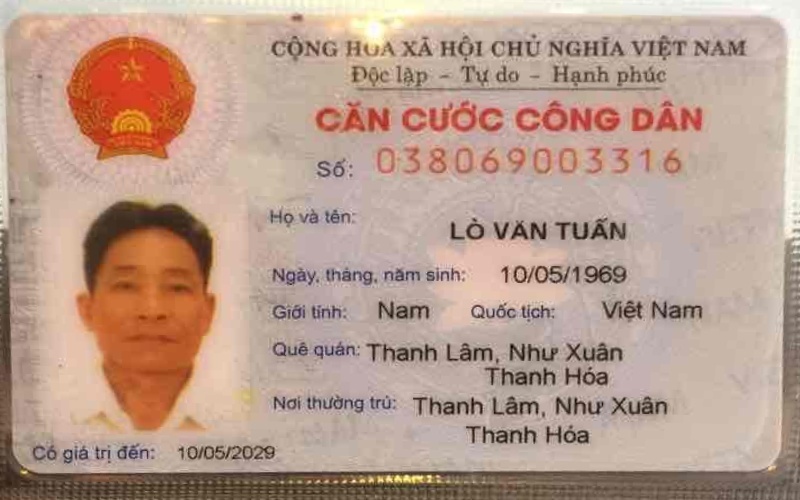 CỘNG HÒA XÃ HỘI CHỦ NGHĨA VIỆT NAM
Độc lập - Tự do - Hạnh phúc
CĂN CƯỚC CÔNG DÂN
Số: 038069003316
Họ và tên:
LÒ VĂN TUẤN
Ngày, tháng, năm sinh: 10/05/1969
Giới tính: Nam Quốc tịch: Việt Nam
Quê quán: Thanh Lâm, Như Xuân
Thanh Hóa
Nơi thường trú: Thanh Lâm, Như Xuân
Thanh Hóa
Có giá trị đến: 10/05/2029